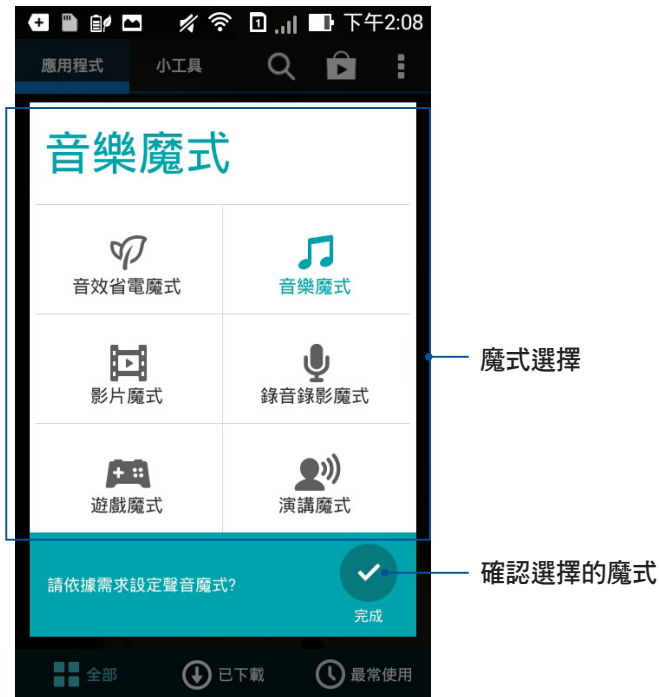 下午2:08
應用程式
小工具
音樂魔式
音效省電魔式
音樂魔式
影片魔式
錄音錄影魔式
遊戲魔式
演講魔式
魔式選擇
請依據需求設定聲音魔式?
完成
確認選擇的魔式
全部
已下載
最常使用